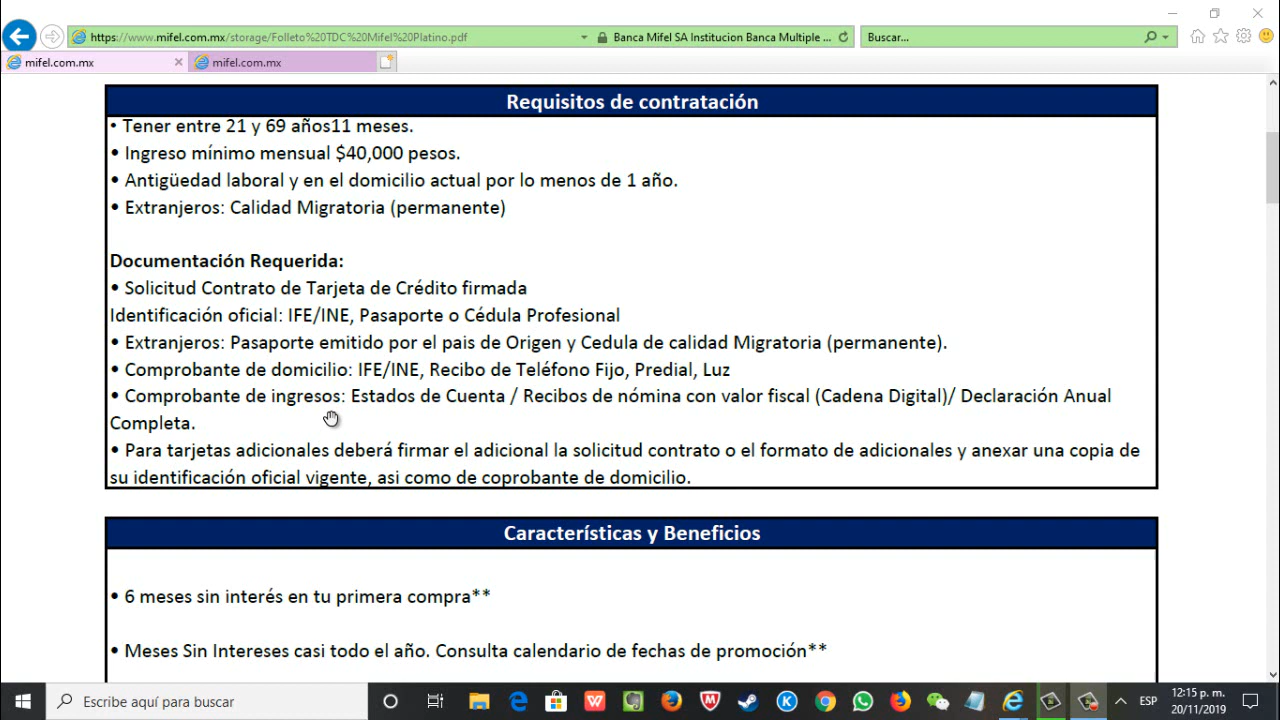 https://www.mifel.com.mx/storage/Folleto%20TDC%20Mifel%20Platino.pdf
Banca Mifel SA Institucion Banca Multiple ...
Buscar...
mifel.com.mx
mifel.com.mx
Requisitos de contratación
• Tener entre 21 y 69 años11 meses.
• Ingreso mínimo mensual $40,000 pesos.
• Antigüedad laboral y en el domicilio actual por lo menos de 1 año.
• Extranjeros: Calidad Migratoria (permanente)
Documentación Requerida:
• Solicitud Contrato de Tarjeta de Crédito firmada
Identificación oficial: IFE/INE, Pasaporte o Cédula Profesional
• Extranjeros: Pasaporte emitido por el pais de Origen y Cedula de calidad Migratoria (permanente).
• Comprobante de domicilio: IFE/INE, Recibo de Teléfono Fijo, Predial, Luz
• Comprobante de ingresos: Estados de Cuenta / Recibos de nómina con valor fiscal (Cadena Digital)/ Declaración Anual
Completa.
• Para tarjetas adicionales deberá firmar el adicional la solicitud contrato o el formato de adicionales y anexar una copia de
su identificación oficial vigente, asi como de coprobante de domicilio.
Características y Beneficios
• 6 meses sin interés en tu primera compra**
• Meses Sin Intereses casi todo el año. Consulta calendario de fechas de promoción**
Escribe aquí para buscar
ESP
12:15 p. m.
20/11/2019